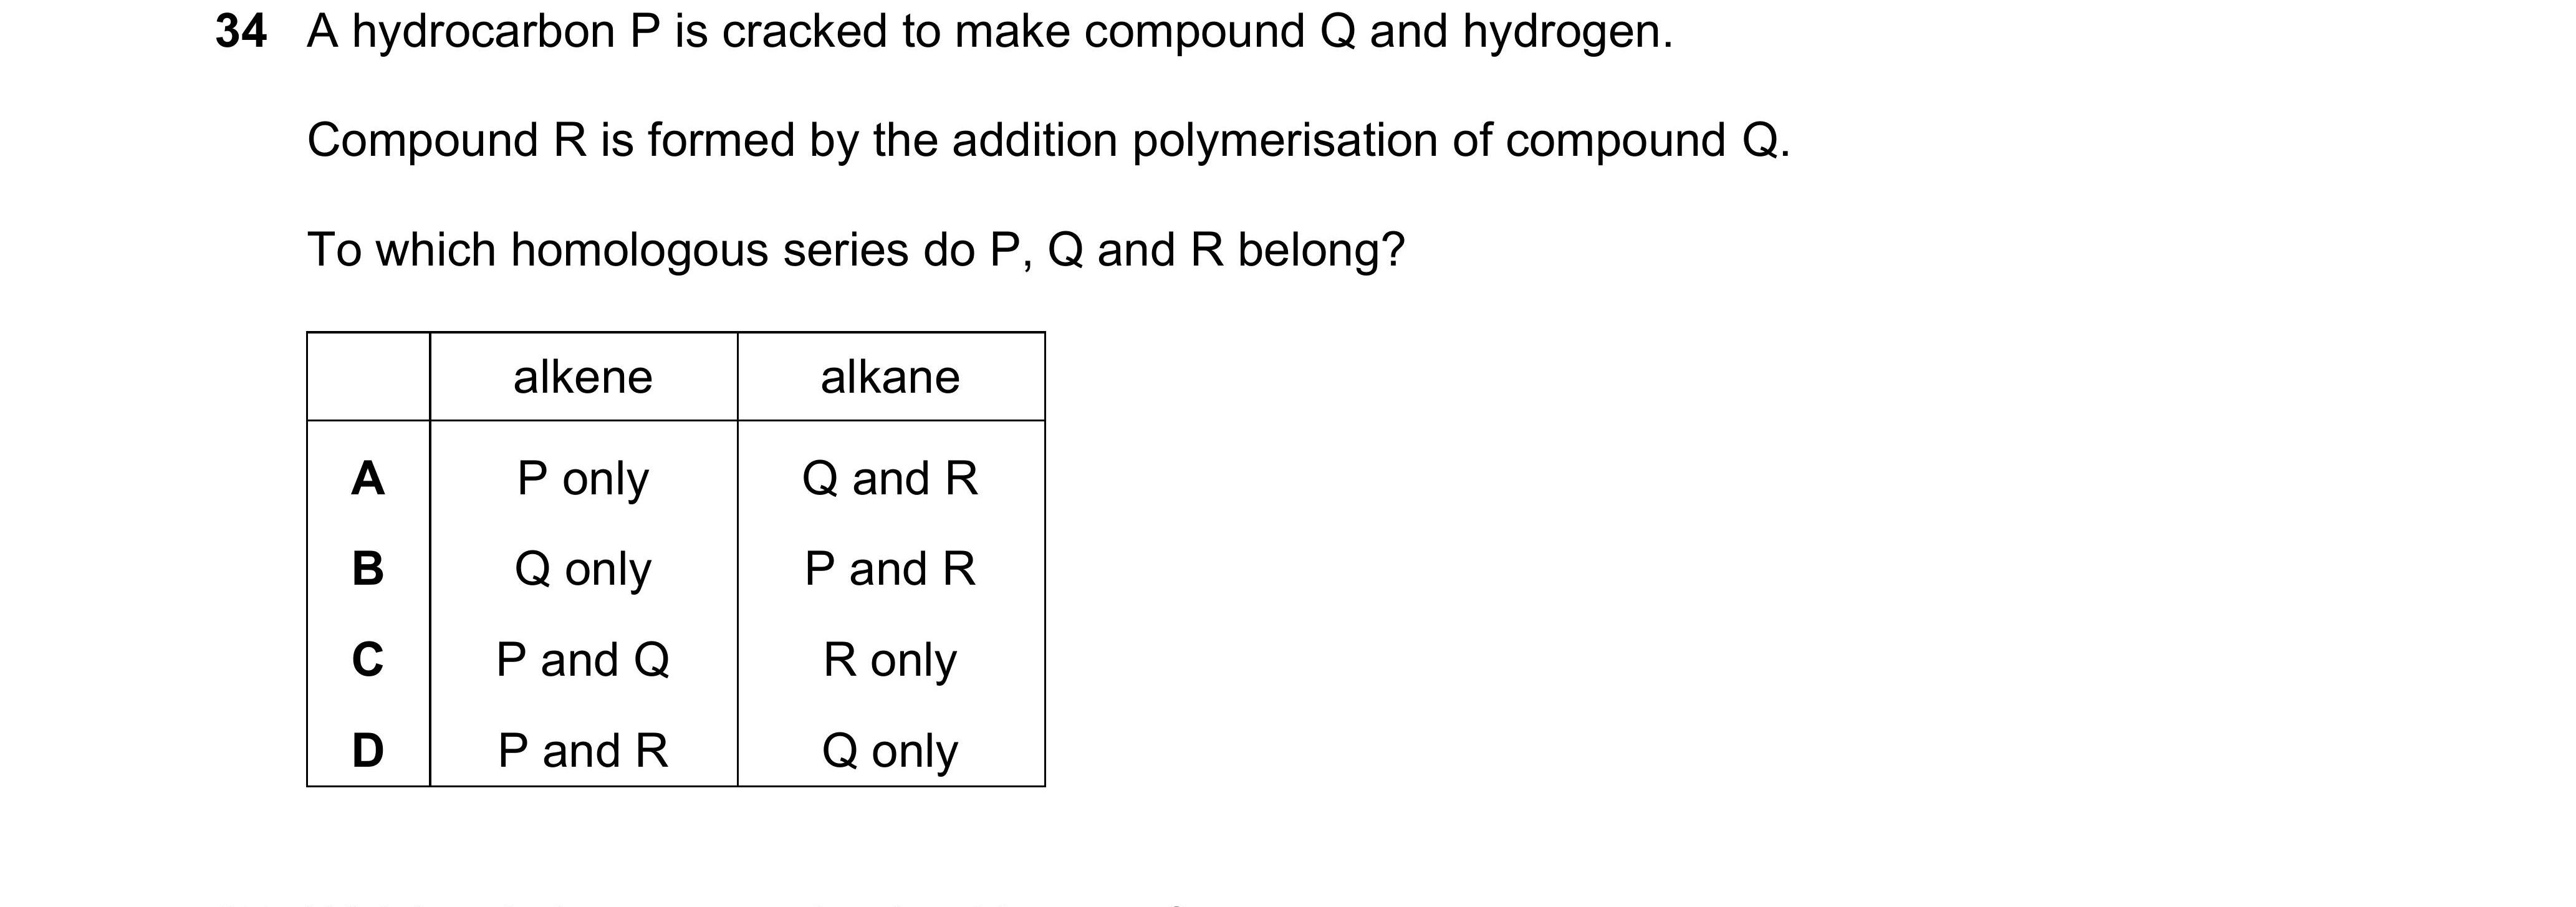 34 A hydrocarbon P is cracked to make compound Q and hydrogen.
Compound R is formed by the addition polymerisation of compound Q.
To which homologous series do P, Q and R belong?
alkene alkane
A P only Q and R
B Q only P and R
C P and Q R only
D P and R Q only